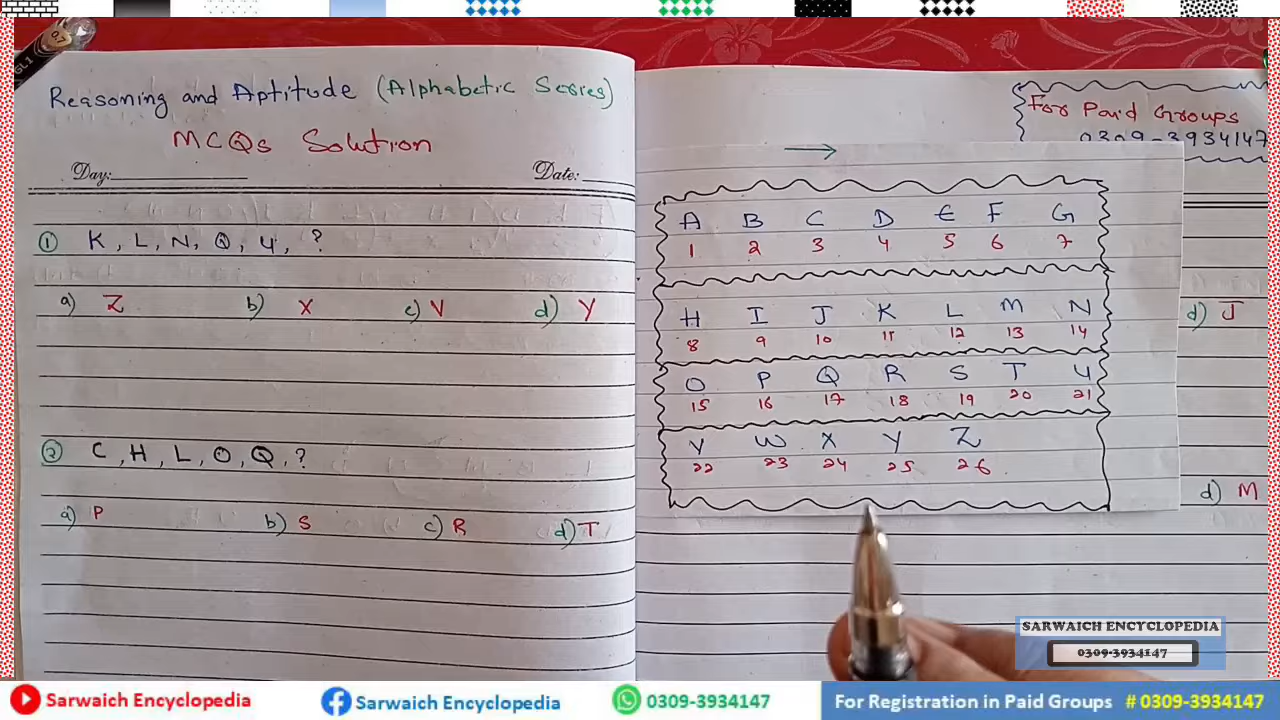 Reasoning and Aptitude (Alphabetic Series)
MCQs Solution
Day:
Date:
① K, L, N, Q, U, ?
a) Z b) X c) V d) Y
② C, H, L, O, Q, ?
a) P b) S c) R d) T
For Paid Groups
0309-3934147
A B C D E F G
1 2 3 4 5 6 7
H I J K L M N
8 9 10 11 12 13 14
O P Q R S T U
15 16 17 18 19 20 21
V W X Y Z
22 23 24 25 26
d) J
d) M
SARWAICH ENCYCLOPEDIA
0309-3934147
Sarwaich Encyclopedia
Sarwaich Encyclopedia
0309-3934147
For Registration in Paid Groups # 0309-3934147